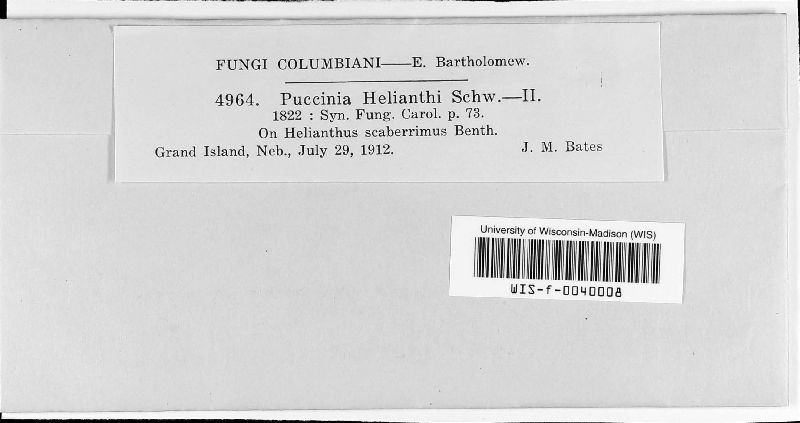 FUNGI COLUMBIANI——E. Bartholomew.
4964. Puccinia Helianthi Schw.—II.
1822 : Syn. Fung. Carol. p. 73.
On Helianthus scaberrimus Benth.
Grand Island, Neb., July 29, 1912. J. M. Bates
University of Wisconsin-Madison (WIS)
WIS-f-0040008